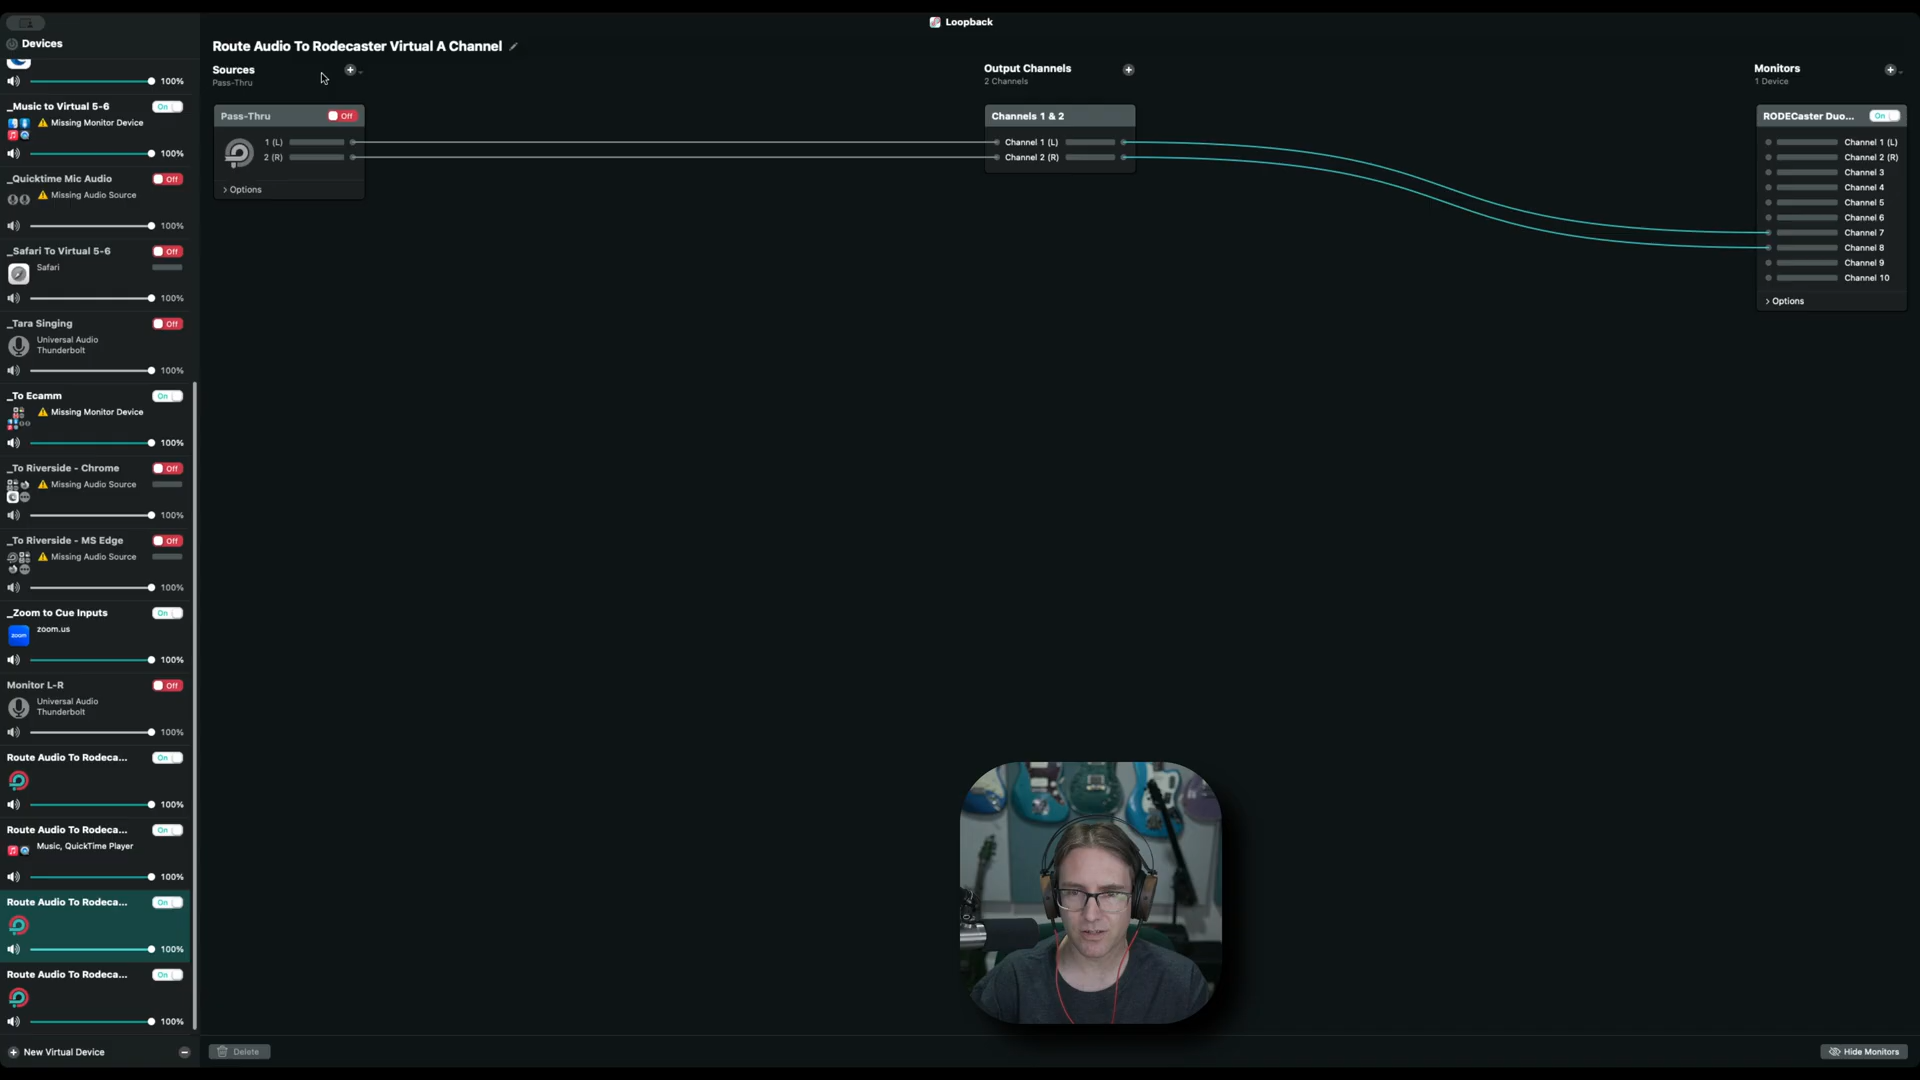 Loopback
Devices
100%
_Music to Virtual 5-6
On
Missing Monitor Device
100%
_Quicktime Mic Audio
Off
Missing Audio Source
100%
_Safari To Virtual 5-6
Off
Safari
100%
_Tara Singing
Off
Universal Audio
Thunderbolt
100%
_To Ecamm
On
Missing Monitor Device
100%
_To Riverside - Chrome
Off
Missing Audio Source
100%
_To Riverside - MS Edge
Off
Missing Audio Source
100%
_Zoom to Cue Inputs
On
zoom
zoom.us
100%
Monitor L-R
Off
Universal Audio
Thunderbolt
100%
Route Audio To Rodeca...
On
100%
Route Audio To Rodeca...
On
Music, QuickTime Player
100%
Route Audio To Rodeca...
On
100%
Route Audio To Rodeca...
On
100%
New Virtual Device
Route Audio To Rodecaster Virtual A Channel
Sources
Pass-Thru
Pass-Thru
Off
1 (L)
2 (R)
Options
Output Channels
2 Channels
Channels 1 & 2
Channel 1 (L)
Channel 2 (R)
Monitors
1 Device
RODECaster Duo...
On
Channel 1 (L)
Channel 2 (R)
Channel 3
Channel 4
Channel 5
Channel 6
Channel 7
Channel 8
Channel 9
Channel 10
Options
Delete
Hide Monitors